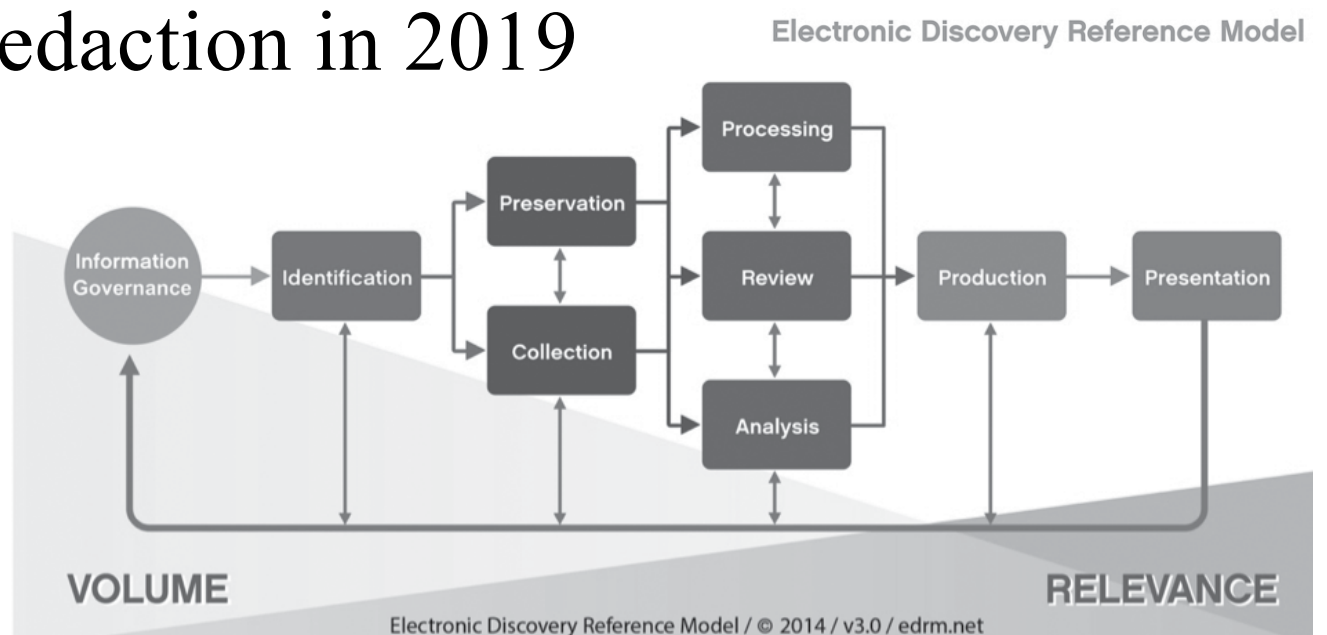 edaction in 2019
Electronic Discovery Reference Model
Processing
Preservation
Information
Governance
Identification
Review
Production
Presentation
Collection
Analysis
VOLUME
RELEVANCE
Electronic Discovery Reference Model / © 2014 / v3.0 / edrm.net